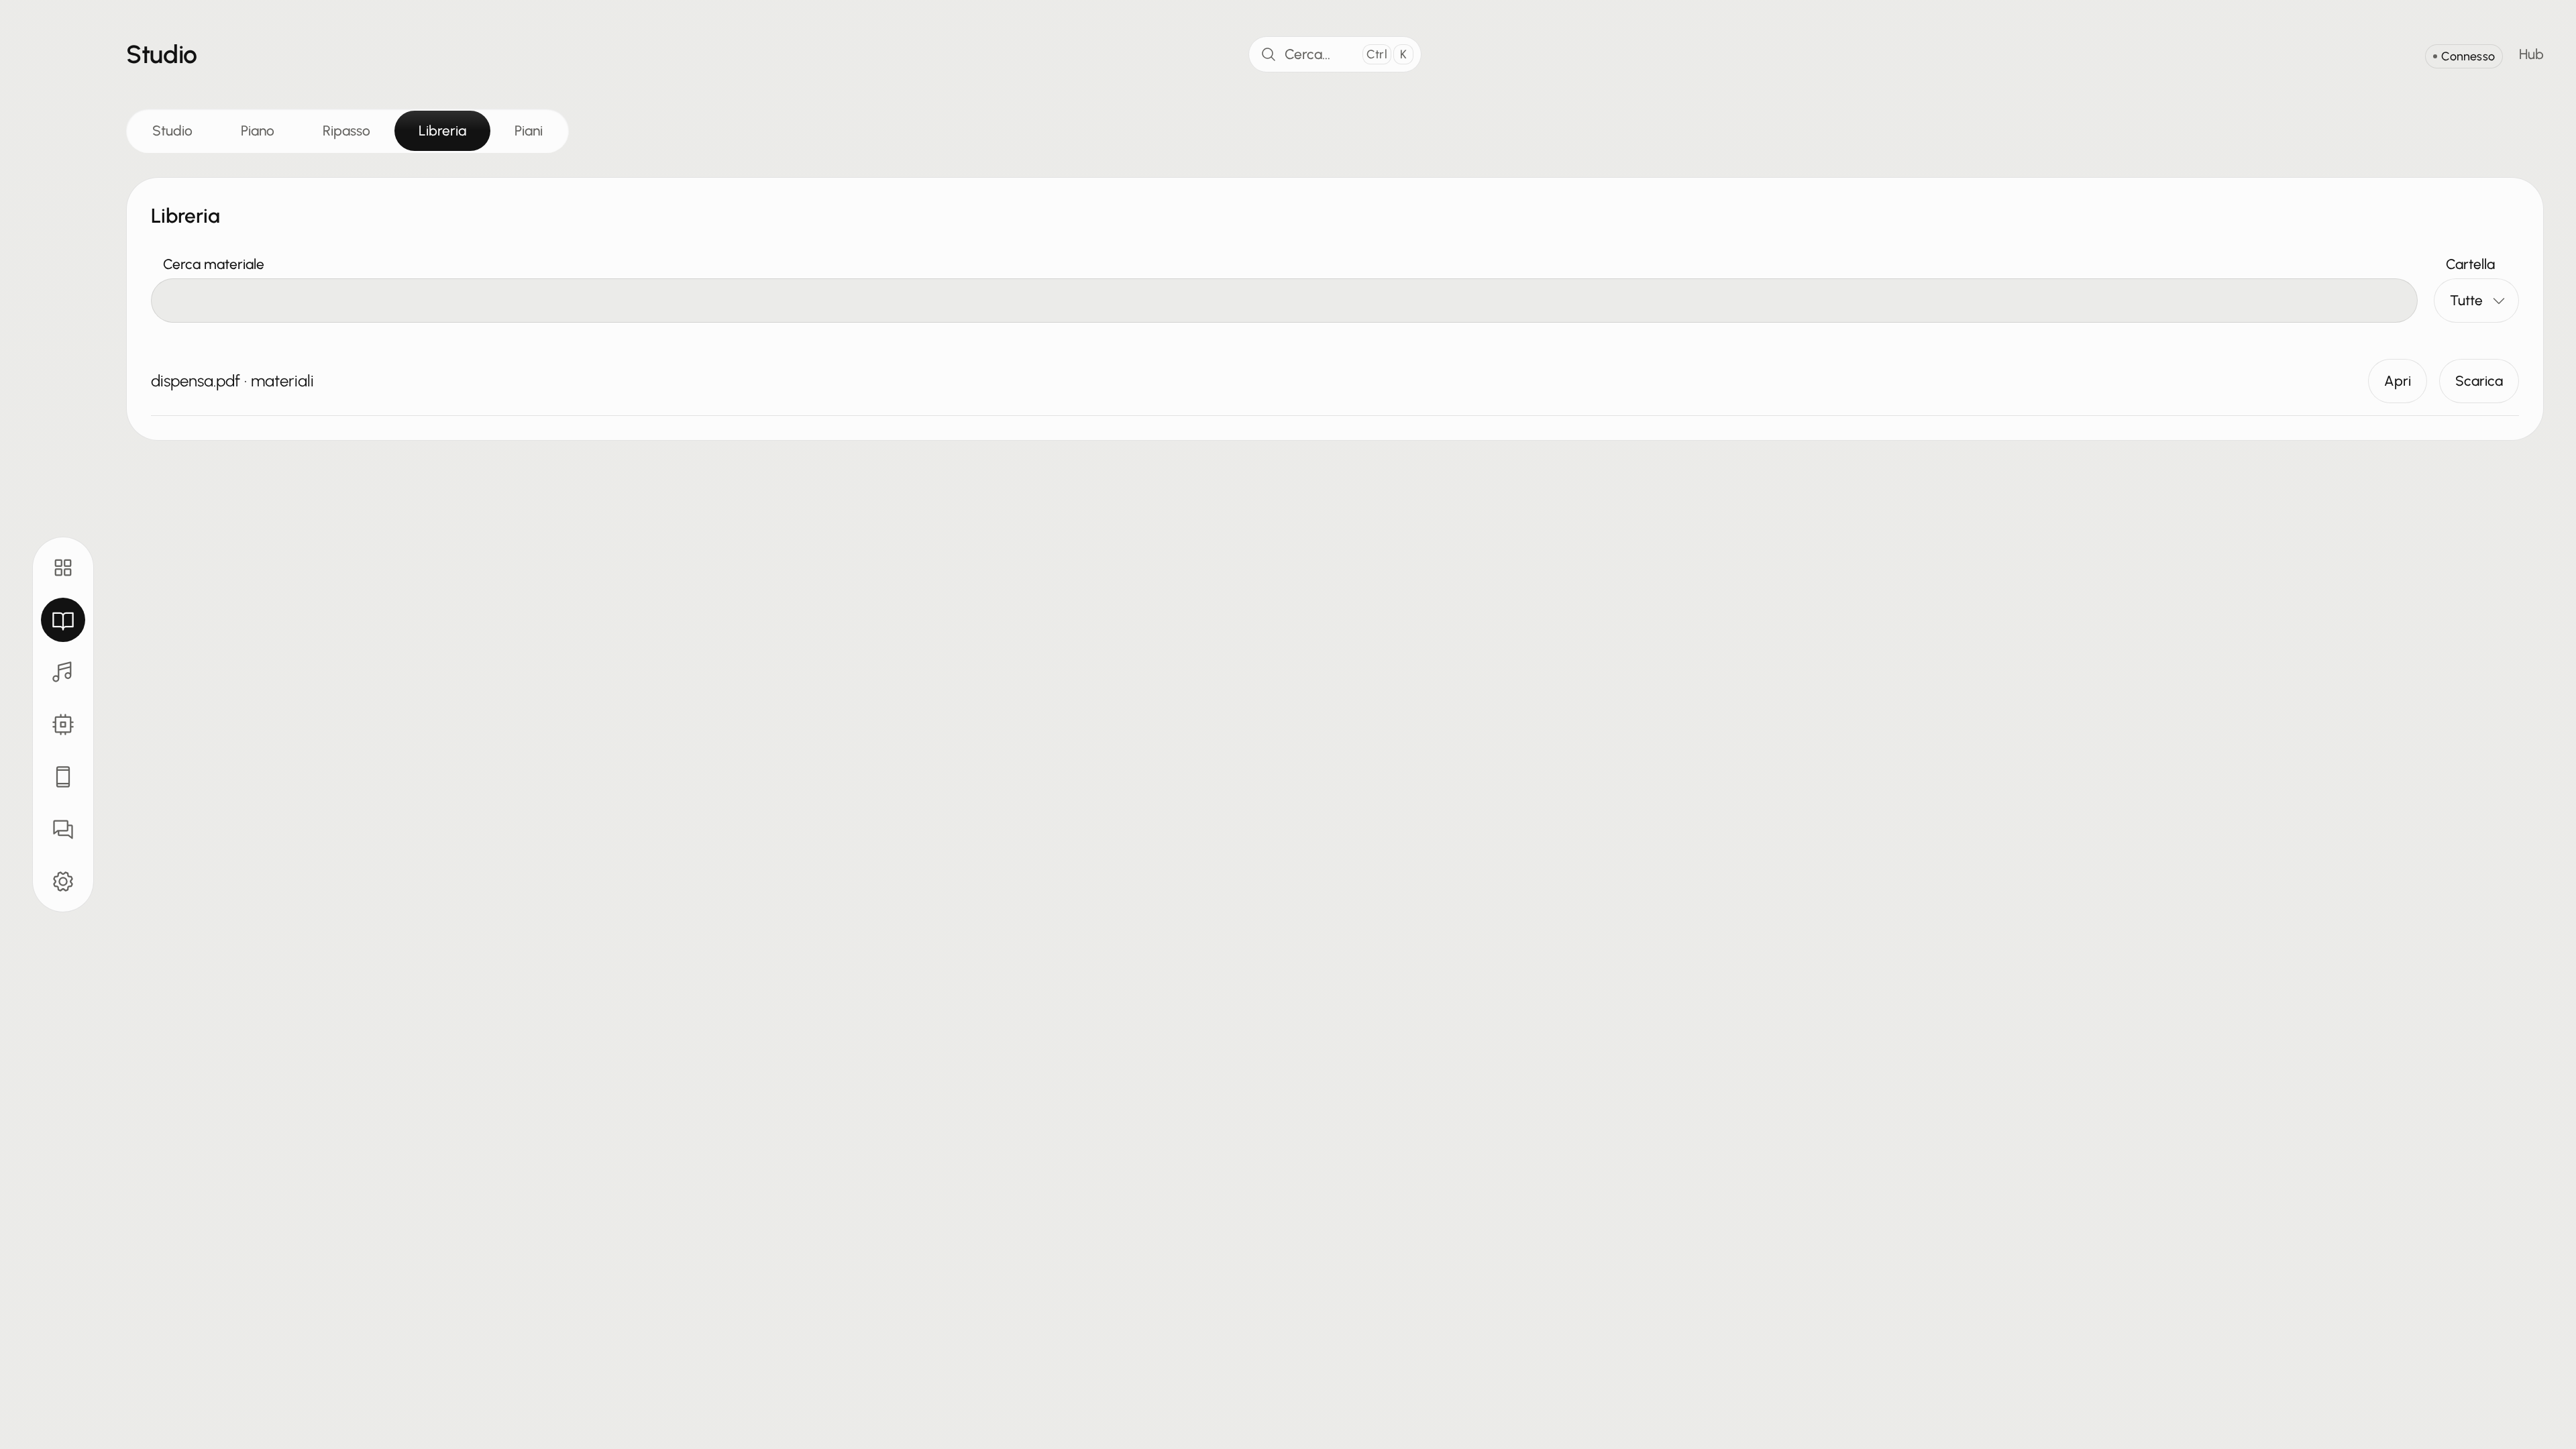 Studio
Cerca...
Ctrl K
Connesso
Hub
Studio
Piano
Ripasso
Libreria
Piani
Libreria
Cerca materiale
Cartella
Tutte
dispensa.pdf · materiali
Apri
Scarica